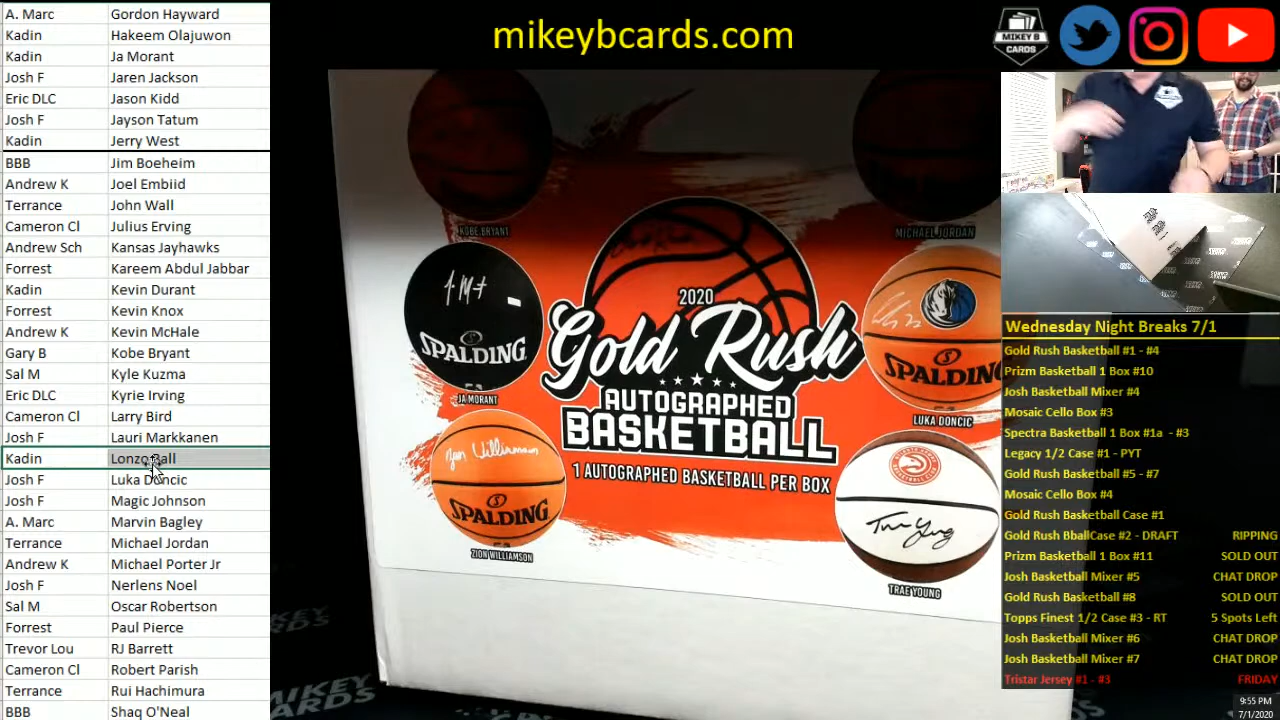 A. Marc Gordon Hayward
Kadin Hakeem Olajuwon
Kadin Ja Morant
Josh F Jaren Jackson
Eric DLC Jason Kidd
Josh F Jayson Tatum
Kadin Jerry West
BBB Jim Boeheim
Andrew K Joel Embiid
Terrance John Wall
Cameron Cl Julius Erving
Andrew Sch Kansas Jayhawks
Forrest Kareem Abdul Jabbar
Kadin Kevin Durant
Forrest Kevin Knox
Andrew K Kevin McHale
Gary B Kobe Bryant
Sal M Kyle Kuzma
Eric DLC Kyrie Irving
Cameron Cl Larry Bird
Josh F Lauri Markkanen
Kadin Lonzo Ball
Josh F Luka Doncic
Josh F Magic Johnson
A. Marc Marvin Bagley
Terrance Michael Jordan
Andrew K Michael Porter Jr
Josh F Nerlens Noel
Sal M Oscar Robertson
Forrest Paul Pierce
Trevor Lou RJ Barrett
Cameron Cl Robert Parish
Terrance Rui Hachimura
BBB Shaq O'Neal
mikeybcards.com
MIKEY B
CARDS
KOBE BRYANT
MICHAEL JORDAN
SPALDING
JA MORANT
2020
Gold Rush
AUTOGRAPHED
BASKETBALL
1 AUTOGRAPHED BASKETBALL PER BOX
SPALDING
LUKA DONCIC
Zion Williamson
SPALDING
ZION WILLIAMSON
Trae Young
TRAE YOUNG
MIKEY
CARDS
Wednesday Night Breaks 7/1
Gold Rush Basketball #1 - #4
Prizm Basketball 1 Box #10
Josh Basketball Mixer #4
Mosaic Cello Box #3
Spectra Basketball 1 Box #1a - #3
Legacy 1/2 Case #1 - PYT
Gold Rush Basketball #5 - #7
Mosaic Cello Box #4
Gold Rush Basketball Case #1
Gold Rush BballCase #2 - DRAFT RIPPING
Prizm Basketball 1 Box #11 SOLD OUT
Josh Basketball Mixer #5 CHAT DROP
Gold Rush Basketball #8 SOLD OUT
Topps Finest 1/2 Case #3 - RT 5 Spots Left
Josh Basketball Mixer #6 CHAT DROP
Josh Basketball Mixer #7 CHAT DROP
Tristar Jersey #1 - #3 FRIDAY
9:55 PM
7/1/2020